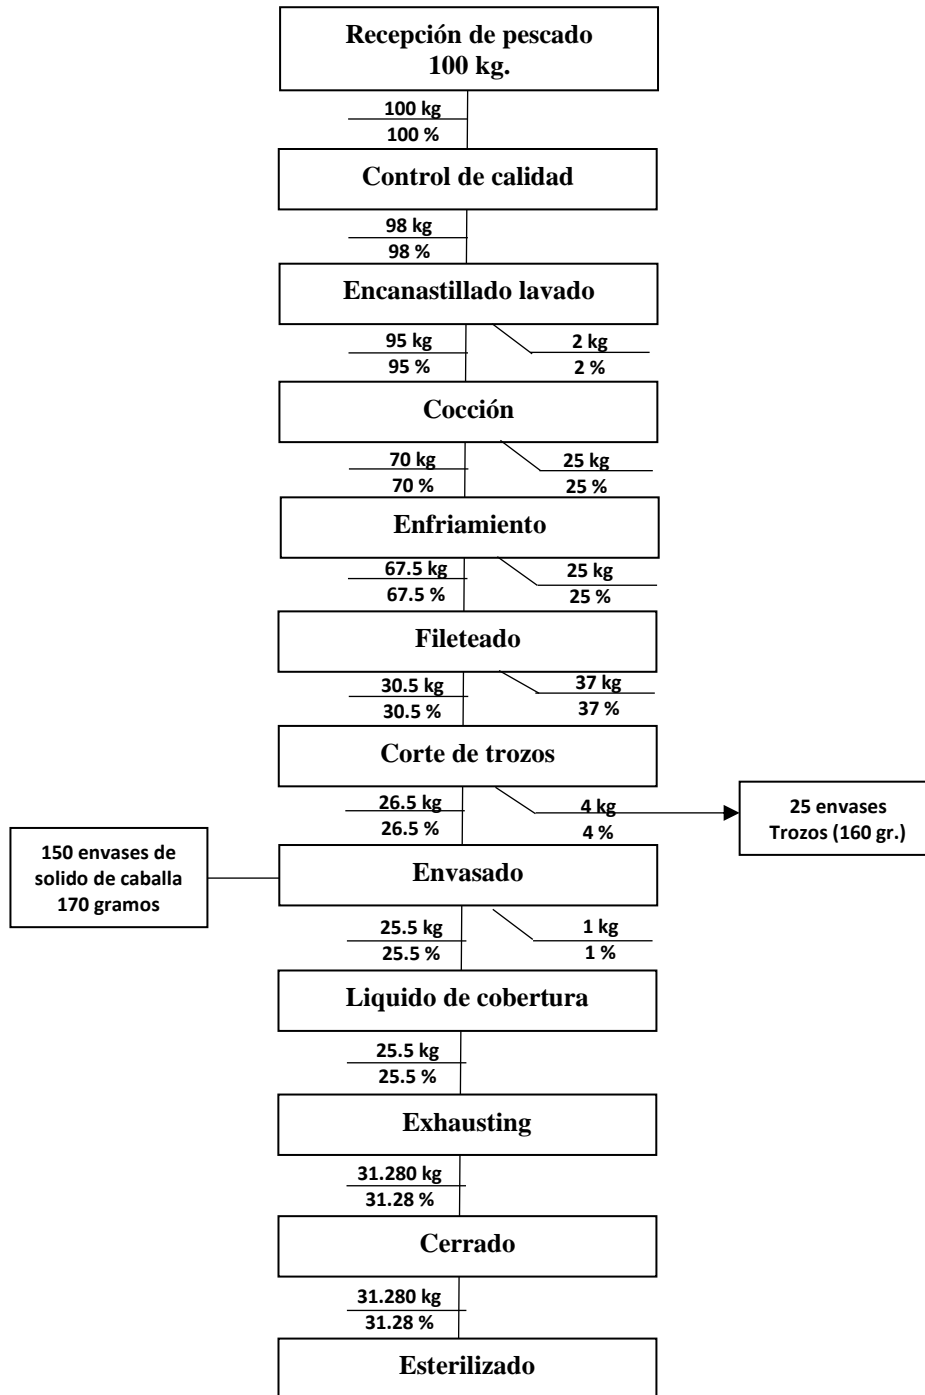 Recepción de pescado
100 kg.
100 kg
100 %
Control de calidad
98 kg
98 %
Encanastillado lavado
95 kg
95 %
2 kg
2 %
Cocción
70 kg
70 %
25 kg
25 %
Enfriamiento
67.5 kg
67.5 %
25 kg
25 %
Fileteado
30.5 kg
30.5 %
37 kg
37 %
Corte de trozos
26.5 kg
26.5 %
4 kg
4 %
25 envases
Trozos (160 gr.)
150 envases de
solido de caballa
170 gramos
Envasado
25.5 kg
25.5 %
1 kg
1 %
Liquido de cobertura
25.5 kg
25.5 %
Exhausting
31.280 kg
31.28 %
Cerrado
31.280 kg
31.28 %
Esterilizado